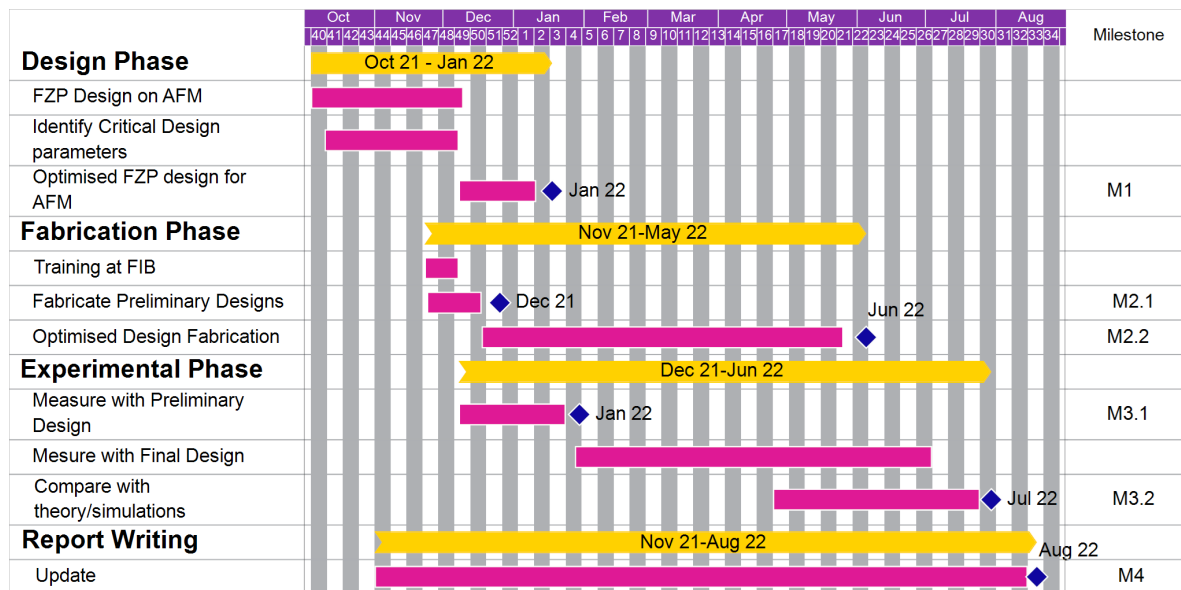 Oct Nov Dec Jan Feb Mar Apr May Jun Jul Aug
40 41 42 43 44 45 46 47 48 49 50 51 52 1 2 3 4 5 6 7 8 9 10 11 12 13 14 15 16 17 18 19 20 21 22 23 24 25 26 27 28 29 30 31 32 33 34 Milestone
Design Phase Oct 21 - Jan 22
FZP Design on AFM
Identify Critical Design
parameters
Optimised FZP design for
AFM Jan 22 M1
Fabrication Phase Nov 21-May 22
Training at FIB
Fabricate Preliminary Designs Dec 21 M2.1
Jun 22
Optimised Design Fabrication M2.2
Experimental Phase Dec 21-Jun 22
Measure with Preliminary
Design Jan 22 M3.1
Mesure with Final Design
Compare with
theory/simulations Jul 22 M3.2
Report Writing Nov 21-Aug 22
Aug 22
Update M4